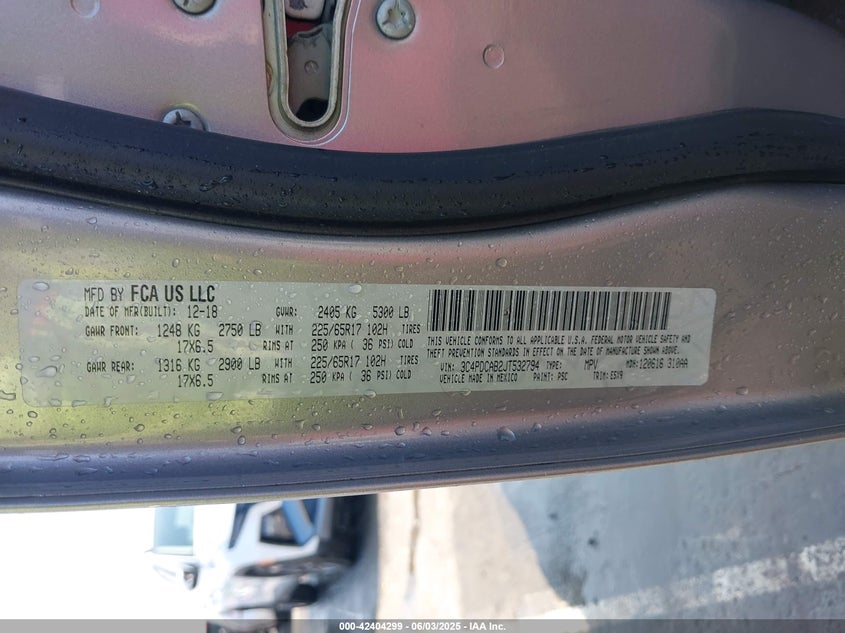 MFD BY FCA US LLC
DATE OF MFR(BUILT): 12-18 GVWR: 2405 KG 5300 LB
GAWR FRONT: 1248 KG 2750 LB WITH 225/65R17 102H TIRES
17X6.5 RIMS AT 250 KPA ( 36 PSI) COLD
GAWR REAR: 1316 KG 2900 LB WITH 225/65R17 102H TIRES
17X6.5 RIMS AT 250 KPA ( 36 PSI) COLD
THIS VEHICLE CONFORMS TO ALL APPLICABLE U.S.A. FEDERAL MOTOR VEHICLE SAFETY AND
THEFT PREVENTION STANDARDS IN EFFECT ON THE DATE OF MANUFACTURE SHOWN ABOVE.
VIN: 3C4PDCAB2JT532794 TYPE: MPV MDH: 120618 310AA
MADE IN MEXICO PAINT: PSC TRIM: E5X9
000-42404299 - 06/03/2025 - IAA Inc.